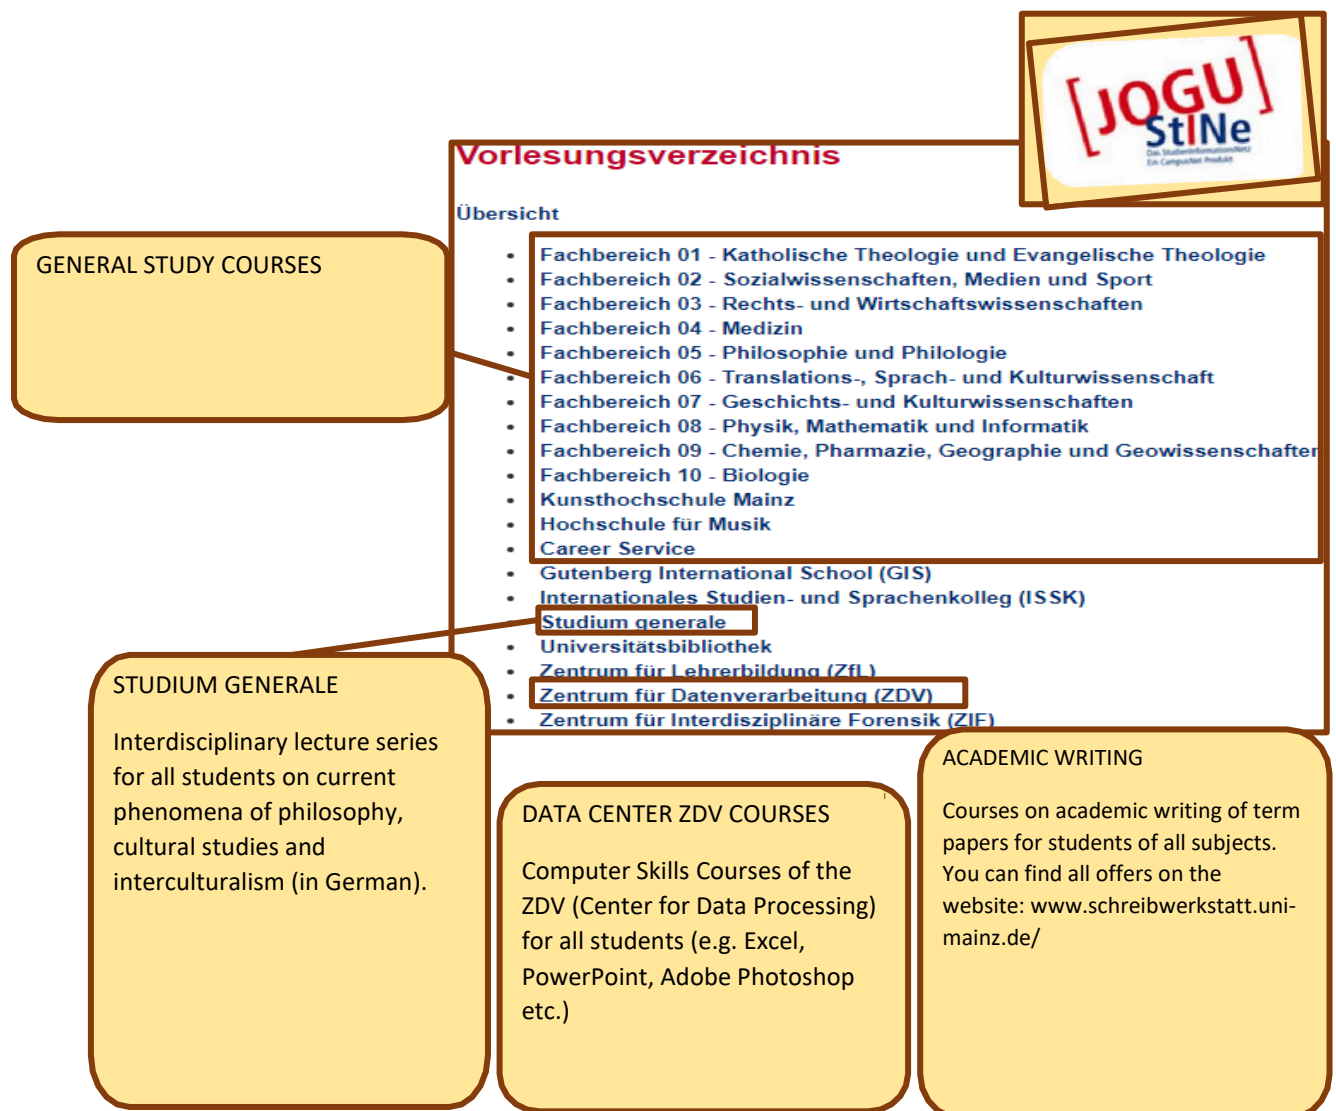 [JOGU]
StINe
Das StudienInformationsNetz
Ein CampusNet Produkt
Vorlesungsverzeichnis
Übersicht
GENERAL STUDY COURSES
• Fachbereich 01 - Katholische Theologie und Evangelische Theologie
• Fachbereich 02 - Sozialwissenschaften, Medien und Sport
• Fachbereich 03 - Rechts- und Wirtschaftswissenschaften
• Fachbereich 04 - Medizin
• Fachbereich 05 - Philosophie und Philologie
• Fachbereich 06 - Translations-, Sprach- und Kulturwissenschaft
• Fachbereich 07 - Geschichts- und Kulturwissenschaften
• Fachbereich 08 - Physik, Mathematik und Informatik
• Fachbereich 09 - Chemie, Pharmazie, Geographie und Geowissenschaften
• Fachbereich 10 - Biologie
• Kunsthochschule Mainz
• Hochschule für Musik
• Career Service
• Gutenberg International School (GIS)
• Internationales Studien- und Sprachenkolleg (ISSK)
Studium generale
• Universitätsbibliothek
• Zentrum für Lehrerbildung (ZfL)
• Zentrum für Datenverarbeitung (ZDV)
• Zentrum für Interdisziplinäre Forensik (ZIF)
STUDIUM GENERALE
Interdisciplinary lecture series
for all students on current
phenomena of philosophy,
cultural studies and
interculturalism (in German).
DATA CENTER ZDV COURSES
Computer Skills Courses of the
ZDV (Center for Data Processing)
for all students (e.g. Excel,
PowerPoint, Adobe Photoshop
etc.)
ACADEMIC WRITING
Courses on academic writing of term
papers for students of all subjects.
You can find all offers on the
website: www.schreibwerkstatt.uni-
mainz.de/